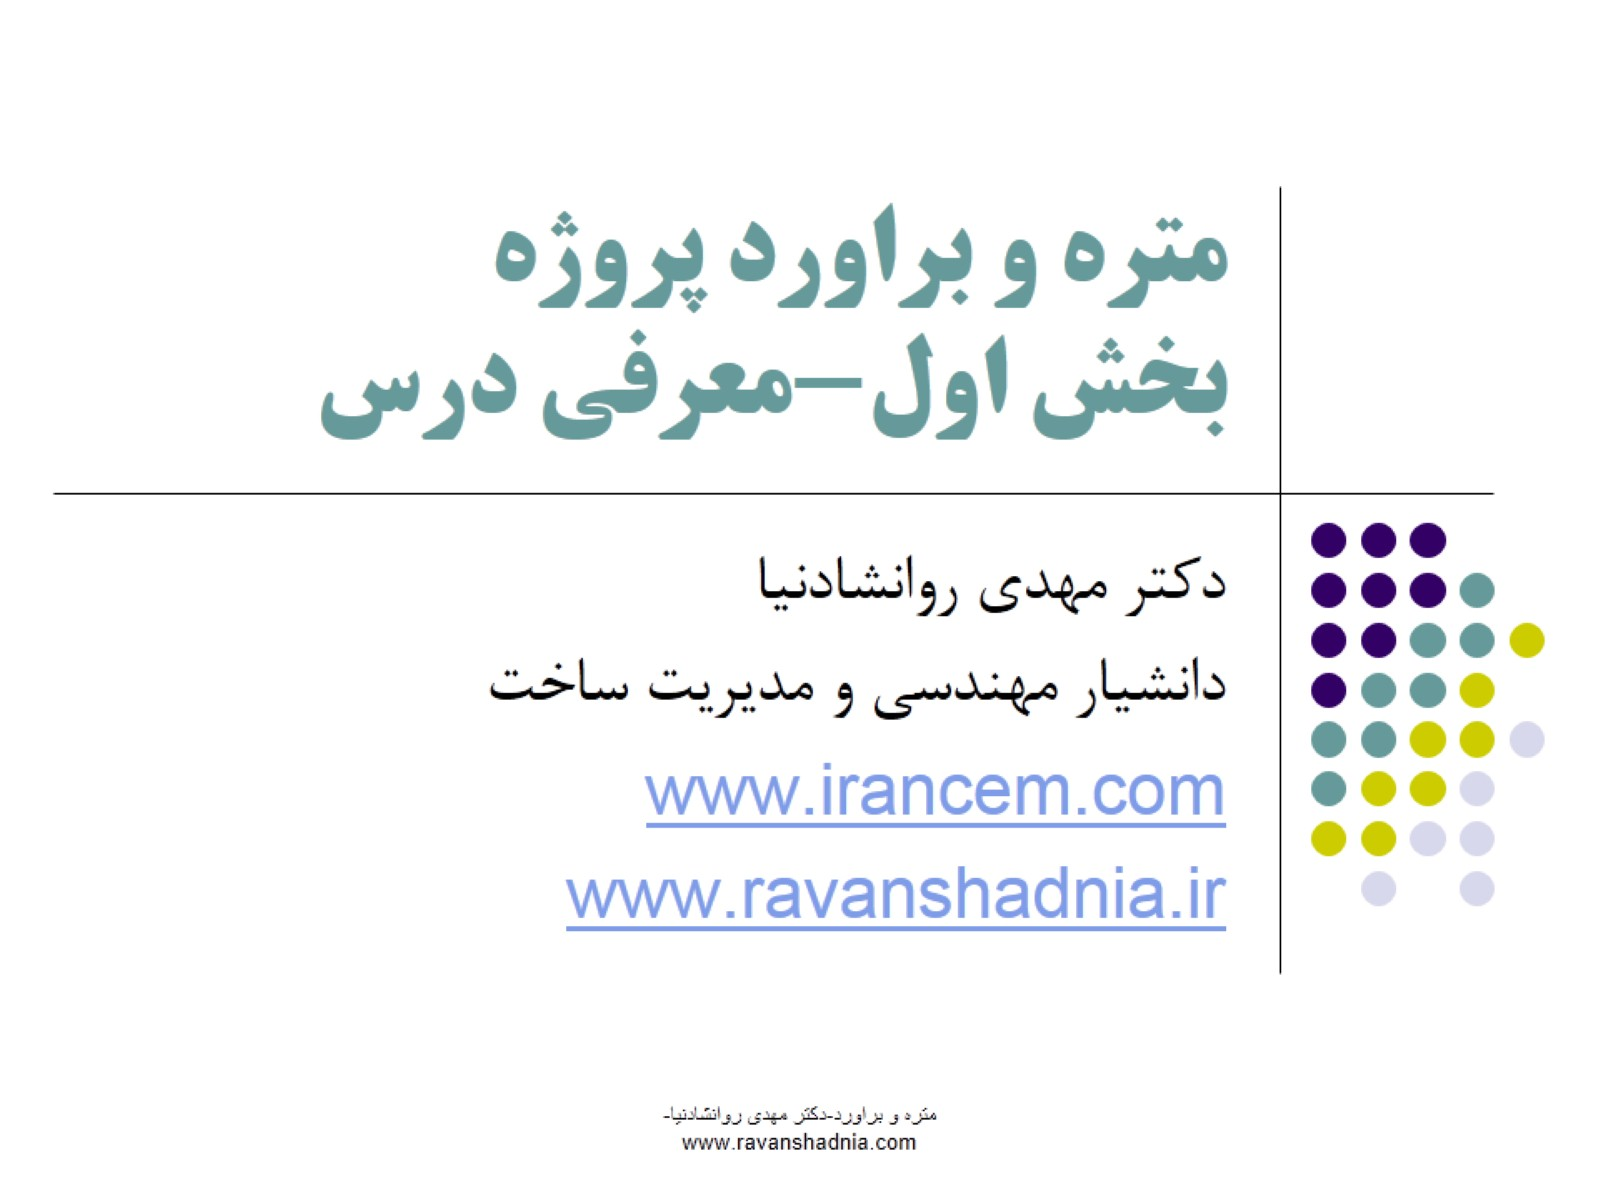 متره و براورد پروژه
بخش اول-معرفی درس
دکتر مهدی روانشادنیا
دانشیار مهندسی و مدیریت ساخت
www.irancem.com
www.ravanshadnia.ir
متره و براورد-دکتر مهدی روانشادنیا-
www.ravanshadnia.com